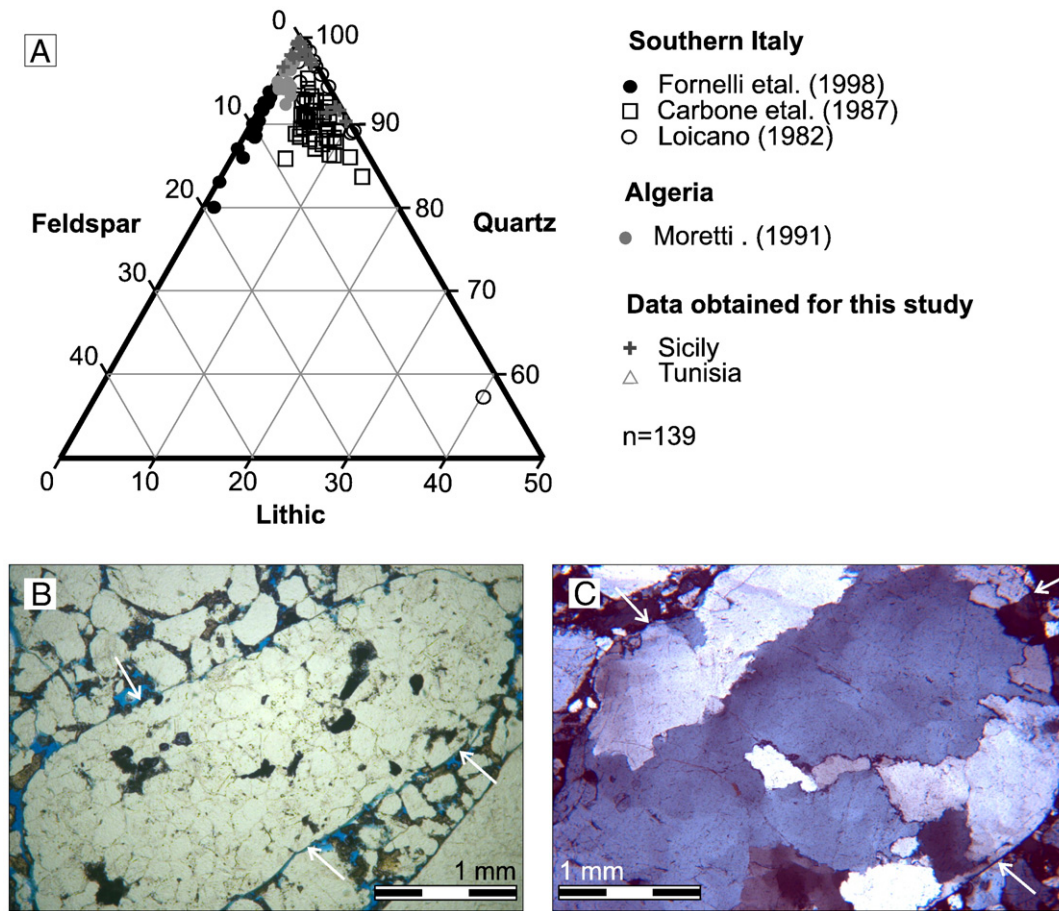 A
0
100
10
90
20
80
Feldspar
Quartz
30
70
40
60
0
10
20
30
40
50
Lithic
Southern Italy
Fornelli etal. (1998)
Carbone etal. (1987)
Loicano (1982)
Algeria
Moretti . (1991)
Data obtained for this study
Sicily
Tunisia
n=139
B
1 mm
C
1 mm